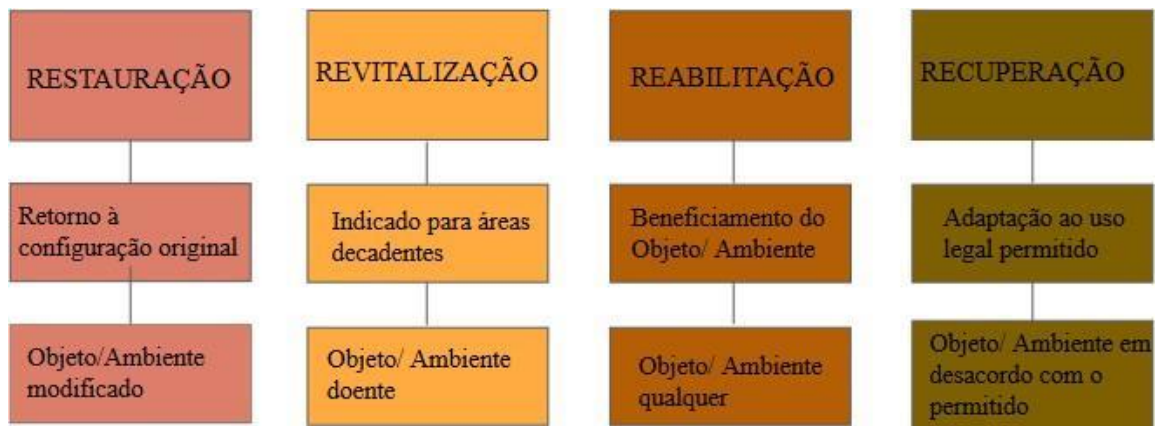 RESTAURAÇÃO
REVITALIZAÇÃO
REABILITAÇÃO
RECUPERAÇÃO
Retorno à
configuração original
Indicado para áreas
decadentes
Beneficiamento do
Objeto/ Ambiente
Adaptação ao uso
legal permitido
Objeto/Ambiente
modificado
Objeto/ Ambiente
doente
Objeto/ Ambiente
qualquer
Objeto/ Ambiente em
desacordo com o
permitido